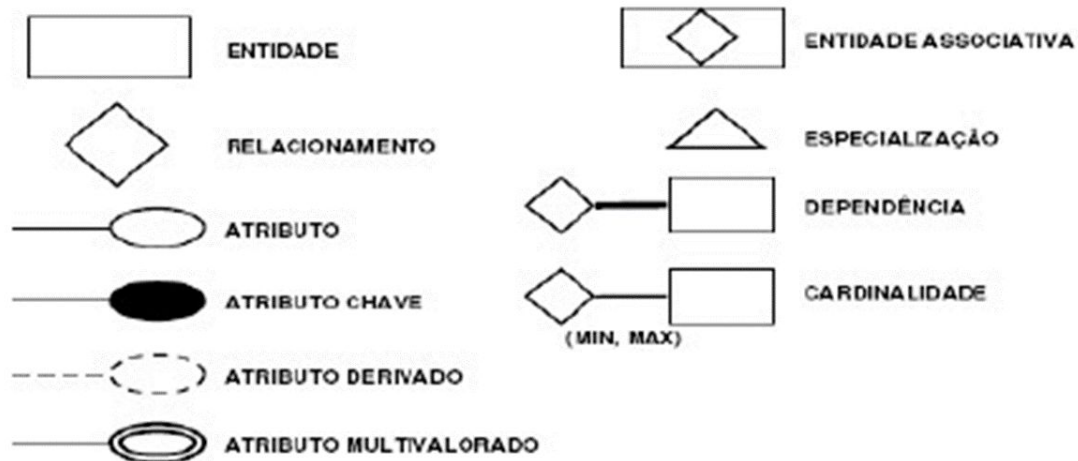 ENTIDADE
RELACIONAMENTO
ATRIBUTO
ATRIBUTO CHAVE
ATRIBUTO DERIVADO
ATRIBUTO MULTIVALORADO
ENTIDADE ASSOCIATIVA
ESPECIALIZAÇÃO
DEPENDÊNCIA
CARDINALIDADE
(MIN, MAX)